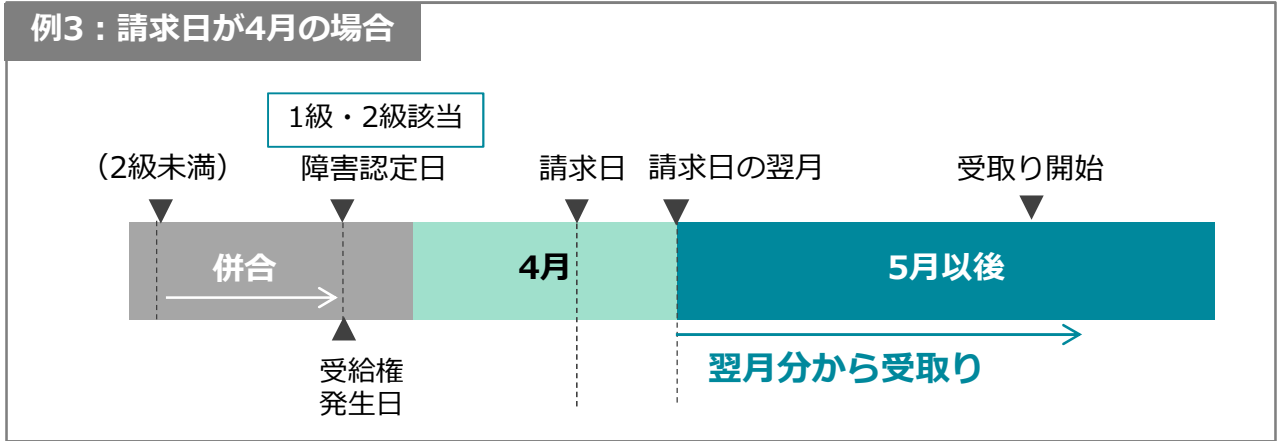 例3：請求日が4月の場合
1級・2級該当
（2級未満）
障害認定日
請求日
請求日の翌月
受取り開始
併合
4月
5月以後
翌月分から受取り
受給権
発生日